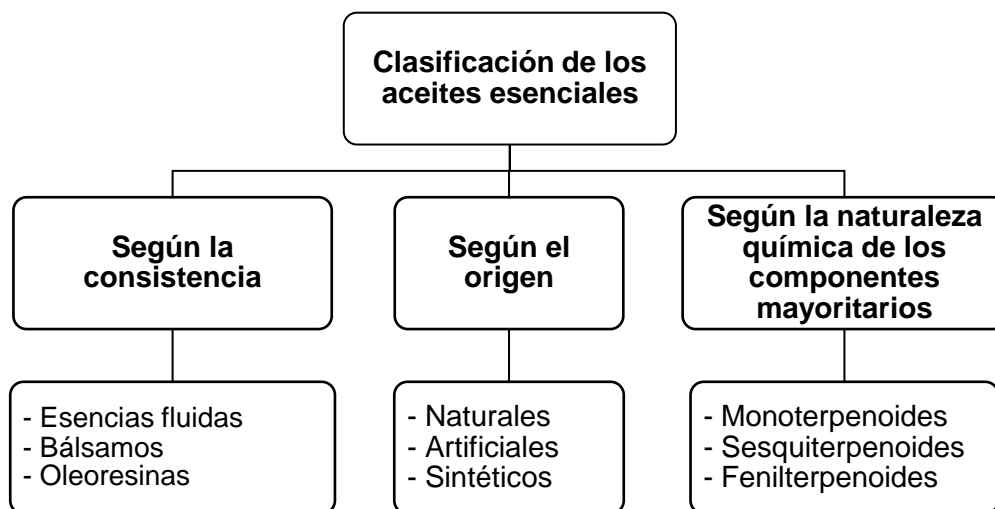 Clasificación de los
aceites esenciales
Según la
consistencia
Según el
origen
Según la naturaleza
química de los
componentes
mayoritarios
- Esencias fluidas
- Bálsamos
- Oleoresinas
- Naturales
- Artificiales
- Sintéticos
- Monoterpenoides
- Sesquiterpenoides
- Fenilterpenoides